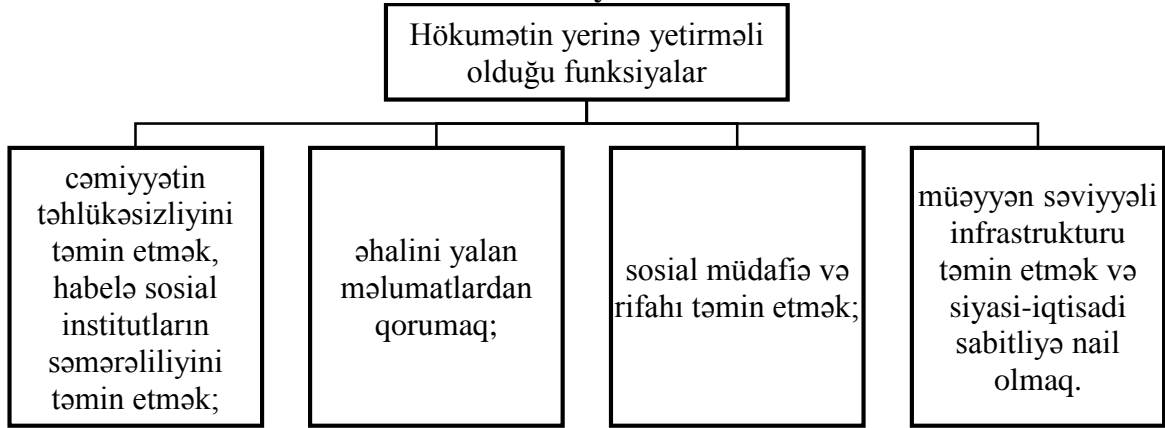 Hökumətin yerinə yetirməli
olduğu funksiyalar
cəmiyyətin
təhlükəsizliyini
təmin etmək,
habelə sosial
institutların
səmərəliliyini
təmin etmək;
əhalini yalan
məlumatlardan
qorumaq;
sosial müdafiə və
rifahı təmin etmək;
müəyyən səviyyəli
infrastrukturu
təmin etmək və
siyasi-iqtisadi
sabitliyə nail
olmaq.